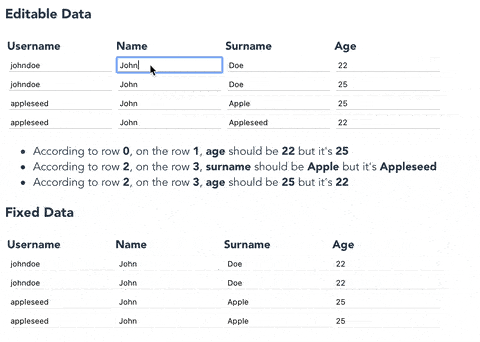 Editable Data
Username Name Surname Age
johndoe John Doe 22
johndoe John Doe 25
appleseed John Apple 25
appleseed John Appleseed 22
• According to row 0, on the row 1, age should be 22 but it's 25
• According to row 2, on the row 3, surname should be Apple but it's Appleseed
• According to row 2, on the row 3, age should be 25 but it's 22
Fixed Data
Username Name Surname Age
johndoe John Doe 22
johndoe John Doe 22
appleseed John Apple 25
appleseed John Apple 25